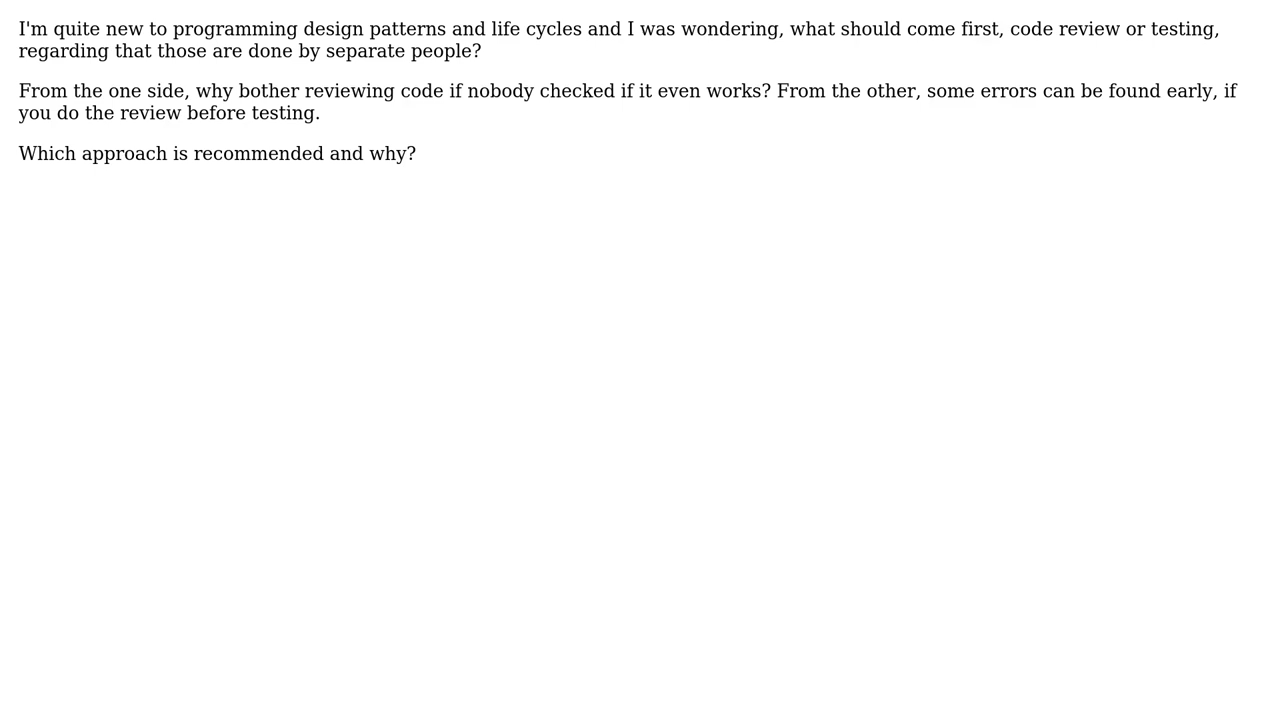 I'm quite new to programming design patterns and life cycles and I was wondering, what should come first, code review or testing,
regarding that those are done by separate people?
From the one side, why bother reviewing code if nobody checked if it even works? From the other, some errors can be found early, if
you do the review before testing.
Which approach is recommended and why?